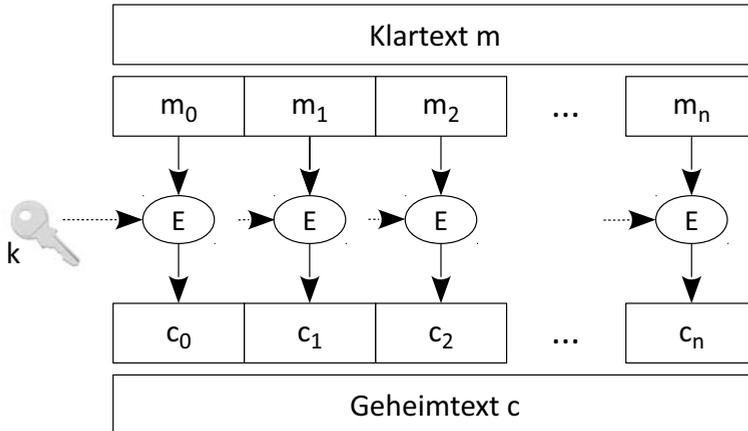 Klartext m
m₀ m₁ m₂ ... mₙ
k E E E E
c₀ c₁ c₂ ... cₙ
Geheimtext c